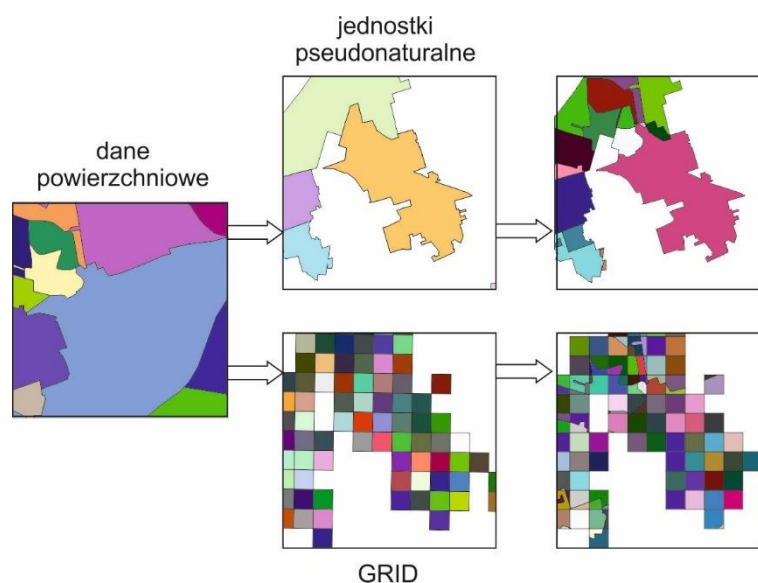 jednostki
pseudonaturalne
dane
powierzchniowe
GRID